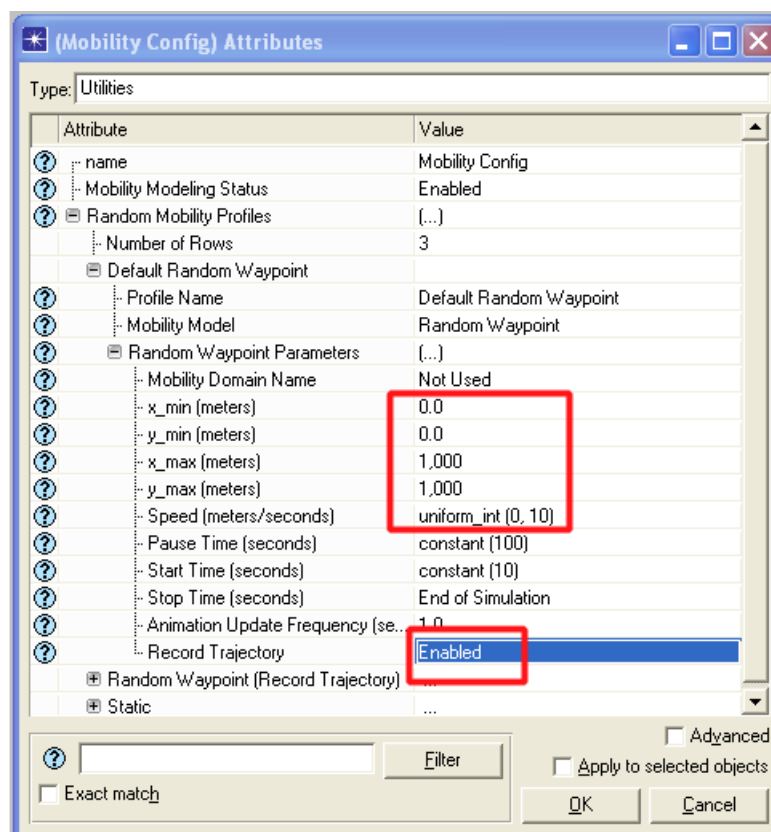 (Mobility Config) Attributes
Type: Utilities
Attribute Value
name Mobility Config
Mobility Modeling Status Enabled
Random Mobility Profiles (...)
Number of Rows 3
Default Random Waypoint
Profile Name Default Random Waypoint
Mobility Model Random Waypoint
Random Waypoint Parameters (...)
Mobility Domain Name Not Used
x_min (meters) 0.0
y_min (meters) 0.0
x_max (meters) 1,000
y_max (meters) 1,000
Speed (meters/seconds) uniform_int (0, 10)
Pause Time (seconds) constant (100)
Start Time (seconds) constant (10)
Stop Time (seconds) End of Simulation
Animation Update Frequency (se... 1.0
Record Trajectory Enabled
Random Waypoint (Record Trajectory) ...
Static ...
Advanced
Filter
Apply to selected objects
Exact match
OK Cancel